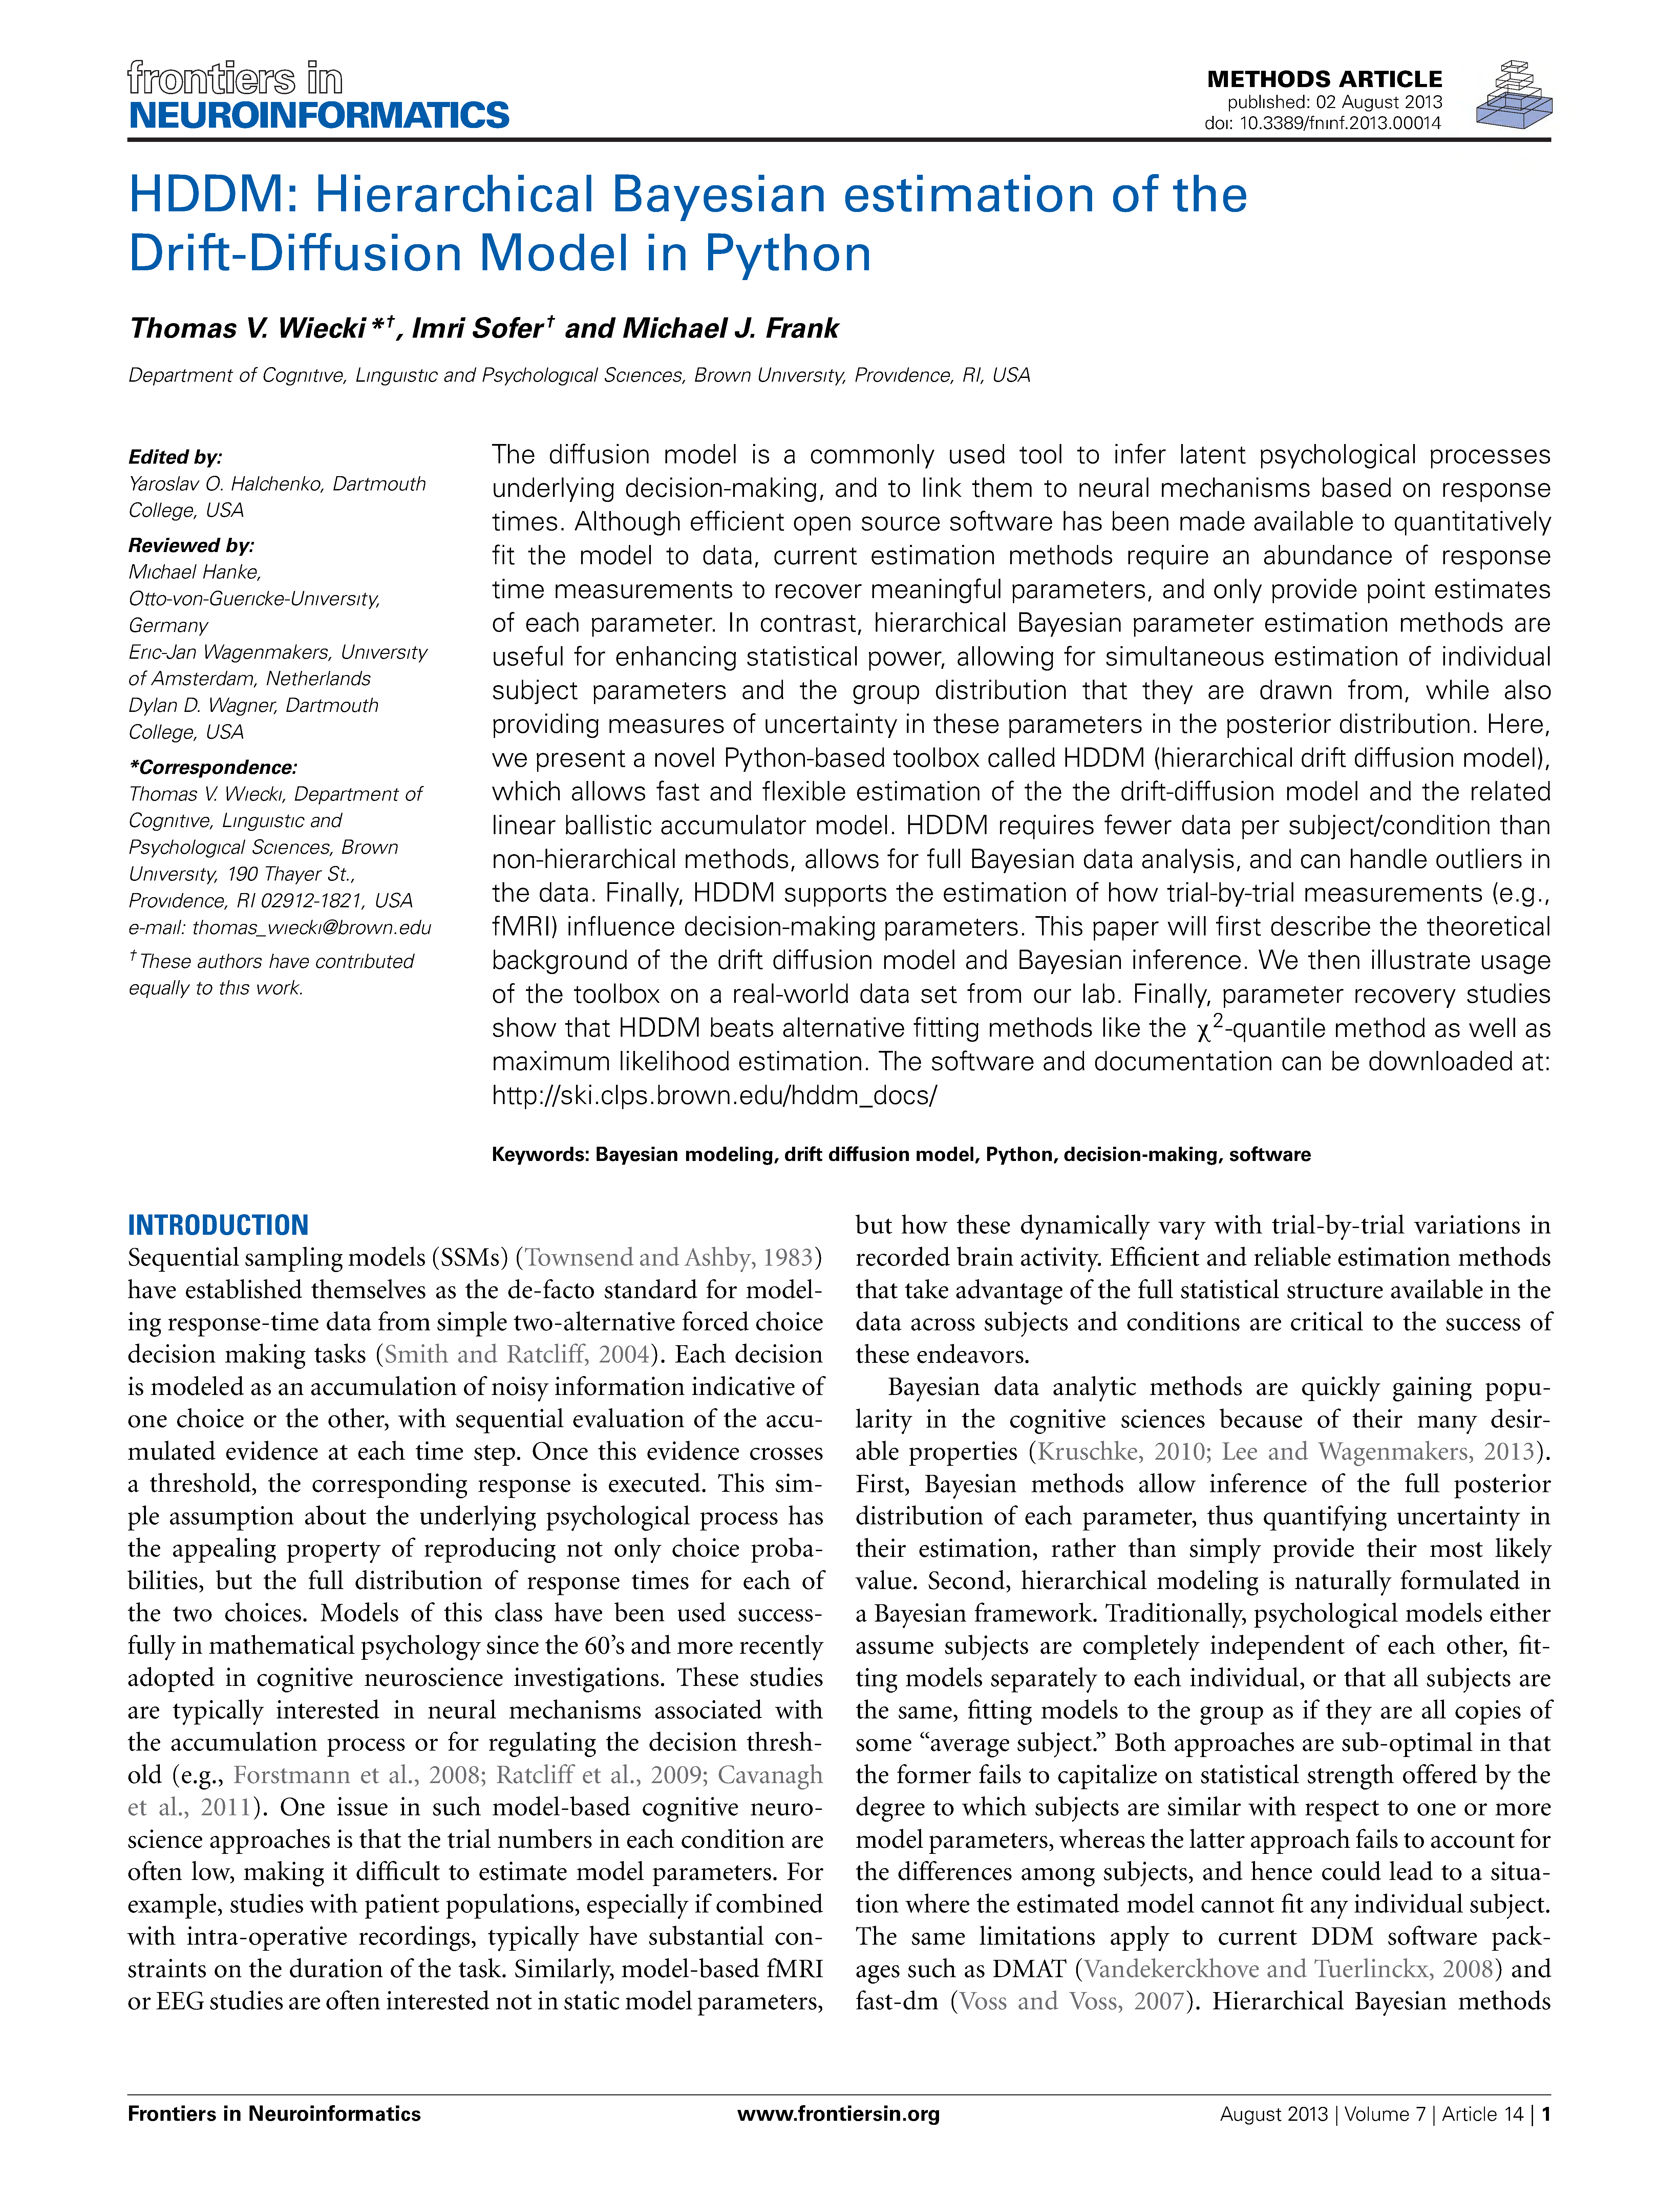 frontiers in
NEUROINFORMATICS
METHODS ARTICLE
published: 02 August 2013
doi: 10.3389/fninf.2013.00014
HDDM: Hierarchical Bayesian estimation of the
Drift-Diffusion Model in Python
Thomas V. Wiecki*†, Imri Sofer† and Michael J. Frank
Department of Cognitive, Linguistic and Psychological Sciences, Brown University, Providence, RI, USA
Edited by:
Yaroslav O. Halchenko, Dartmouth
College, USA
Reviewed by:
Michael Hanke,
Otto-von-Guericke-University,
Germany
Eric-Jan Wagenmakers, University
of Amsterdam, Netherlands
Dylan D. Wagner, Dartmouth
College, USA
*Correspondence:
Thomas V. Wiecki, Department of
Cognitive, Linguistic and
Psychological Sciences, Brown
University, 190 Thayer St.,
Providence, RI 02912-1821, USA
e-mail: thomas_wiecki@brown.edu
†These authors have contributed
equally to this work.
The diffusion model is a commonly used tool to infer latent psychological processes
underlying decision-making, and to link them to neural mechanisms based on response
times. Although efficient open source software has been made available to quantitatively
fit the model to data, current estimation methods require an abundance of response
time measurements to recover meaningful parameters, and only provide point estimates
of each parameter. In contrast, hierarchical Bayesian parameter estimation methods are
useful for enhancing statistical power, allowing for simultaneous estimation of individual
subject parameters and the group distribution that they are drawn from, while also
providing measures of uncertainty in these parameters in the posterior distribution. Here,
we present a novel Python-based toolbox called HDDM (hierarchical drift diffusion model),
which allows fast and flexible estimation of the the drift-diffusion model and the related
linear ballistic accumulator model. HDDM requires fewer data per subject/condition than
non-hierarchical methods, allows for full Bayesian data analysis, and can handle outliers in
the data. Finally, HDDM supports the estimation of how trial-by-trial measurements (e.g.,
fMRI) influence decision-making parameters. This paper will first describe the theoretical
background of the drift diffusion model and Bayesian inference. We then illustrate usage
of the toolbox on a real-world data set from our lab. Finally, parameter recovery studies
show that HDDM beats alternative fitting methods like the χ²-quantile method as well as
maximum likelihood estimation. The software and documentation can be downloaded at:
http://ski.clps.brown.edu/hddm_docs/
Keywords: Bayesian modeling, drift diffusion model, Python, decision-making, software
INTRODUCTION
Sequential sampling models (SSMs) (Townsend and Ashby, 1983)
have established themselves as the de-facto standard for model-
ing response-time data from simple two-alternative forced choice
decision making tasks (Smith and Ratcliff, 2004). Each decision
is modeled as an accumulation of noisy information indicative of
one choice or the other, with sequential evaluation of the accu-
mulated evidence at each time step. Once this evidence crosses
a threshold, the corresponding response is executed. This sim-
ple assumption about the underlying psychological process has
the appealing property of reproducing not only choice proba-
bilities, but the full distribution of response times for each of
the two choices. Models of this class have been used success-
fully in mathematical psychology since the 60's and more recently
adopted in cognitive neuroscience investigations. These studies
are typically interested in neural mechanisms associated with
the accumulation process or for regulating the decision thresh-
old (e.g., Forstmann et al., 2008; Ratcliff et al., 2009; Cavanagh
et al., 2011). One issue in such model-based cognitive neuro-
science approaches is that the trial numbers in each condition are
often low, making it difficult to estimate model parameters. For
example, studies with patient populations, especially if combined
with intra-operative recordings, typically have substantial con-
straints on the duration of the task. Similarly, model-based fMRI
or EEG studies are often interested not in static model parameters,
but how these dynamically vary with trial-by-trial variations in
recorded brain activity. Efficient and reliable estimation methods
that take advantage of the full statistical structure available in the
data across subjects and conditions are critical to the success of
these endeavors.
Bayesian data analytic methods are quickly gaining popu-
larity in the cognitive sciences because of their many desir-
able properties (Kruschke, 2010; Lee and Wagenmakers, 2013).
First, Bayesian methods allow inference of the full posterior
distribution of each parameter, thus quantifying uncertainty in
their estimation, rather than simply provide their most likely
value. Second, hierarchical modeling is naturally formulated in
a Bayesian framework. Traditionally, psychological models either
assume subjects are completely independent of each other, fit-
ting models separately to each individual, or that all subjects are
the same, fitting models to the group as if they are all copies of
some “average subject.” Both approaches are sub-optimal in that
the former fails to capitalize on statistical strength offered by the
degree to which subjects are similar with respect to one or more
model parameters, whereas the latter approach fails to account for
the differences among subjects, and hence could lead to a situa-
tion where the estimated model cannot fit any individual subject.
The same limitations apply to current DDM software pack-
ages such as DMAT (Vandekerckhove and Tuerlinckx, 2008) and
fast-dm (Voss and Voss, 2007). Hierarchical Bayesian methods
Frontiers in Neuroinformatics
www.frontiersin.org
August 2013 | Volume 7 | Article 14 | 1